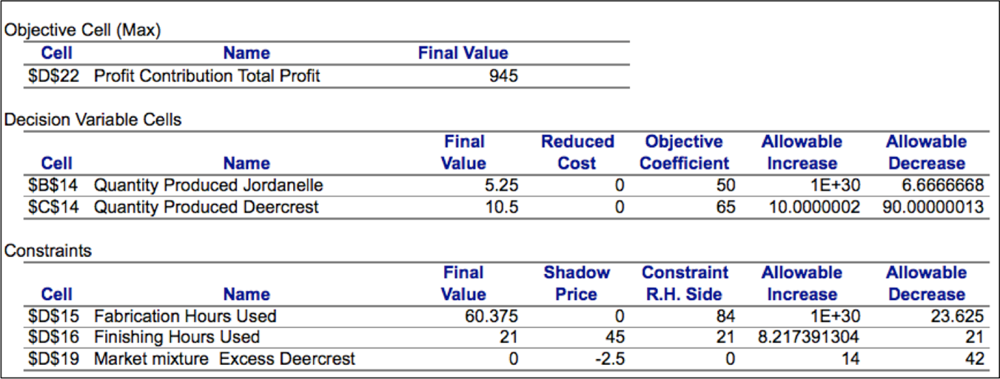 Objective Cell (Max)
Cell Name Final Value
$D$22 Profit Contribution Total Profit 945
Decision Variable Cells
Final Reduced Objective Allowable Allowable
Cell Name Value Cost Coefficient Increase Decrease
$B$14 Quantity Produced Jordanelle 5.25 0 50 1E+30 6.6666668
$C$14 Quantity Produced Deercrest 10.5 0 65 10.0000002 90.00000013
Constraints
Final Shadow Constraint Allowable Allowable
Cell Name Value Price R.H. Side Increase Decrease
$D$15 Fabrication Hours Used 60.375 0 84 1E+30 23.625
$D$16 Finishing Hours Used 21 45 21 8.217391304 21
$D$19 Market mixture Excess Deercrest 0 -2.5 0 14 42